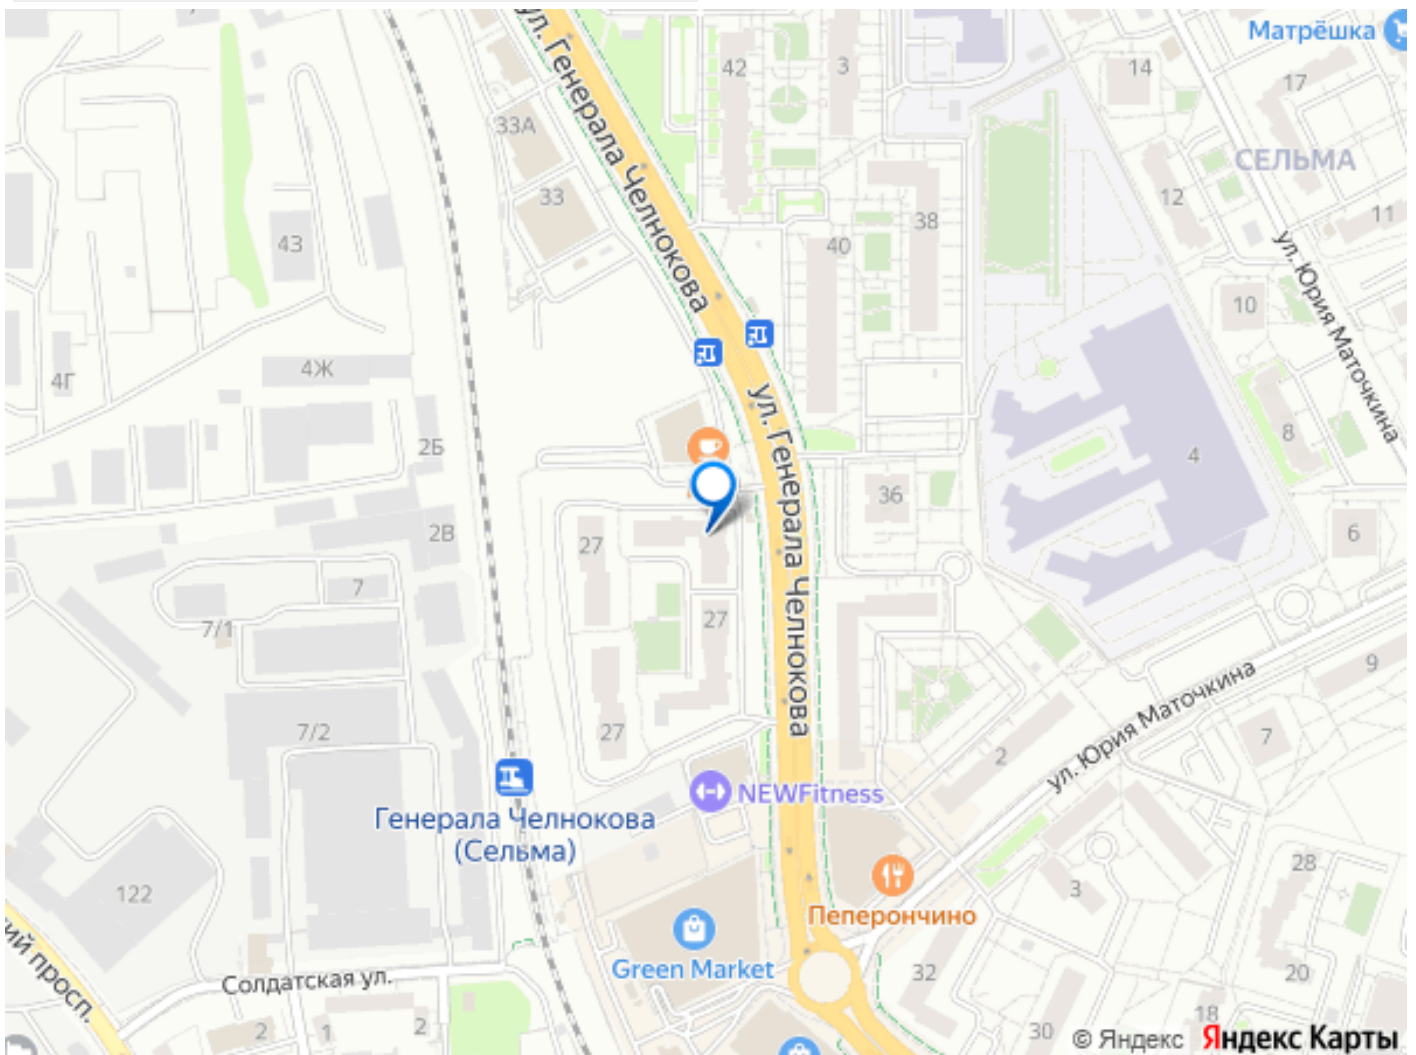 Матрёшка
ул. Генерала Челнокова
42
3
14
17
33А
СЕЛЬМА
33
12
38
11
43
40
ул. Юрия Маточкина
10
4Ж
4Г
ул. Генерала Челнокова
8
2Б
4
36
2В
27
6
7
7/1
27
9
7/2
27
2
7
ул. Юрия Маточкина
NEWFitness
Генерала Челнокова
(Сельма)
28
122
3
Пеперончино
Green Market
ий просп.
Солдатская ул.
32
20
18
2
1
2
30
© Яндекс Яндекс Карты